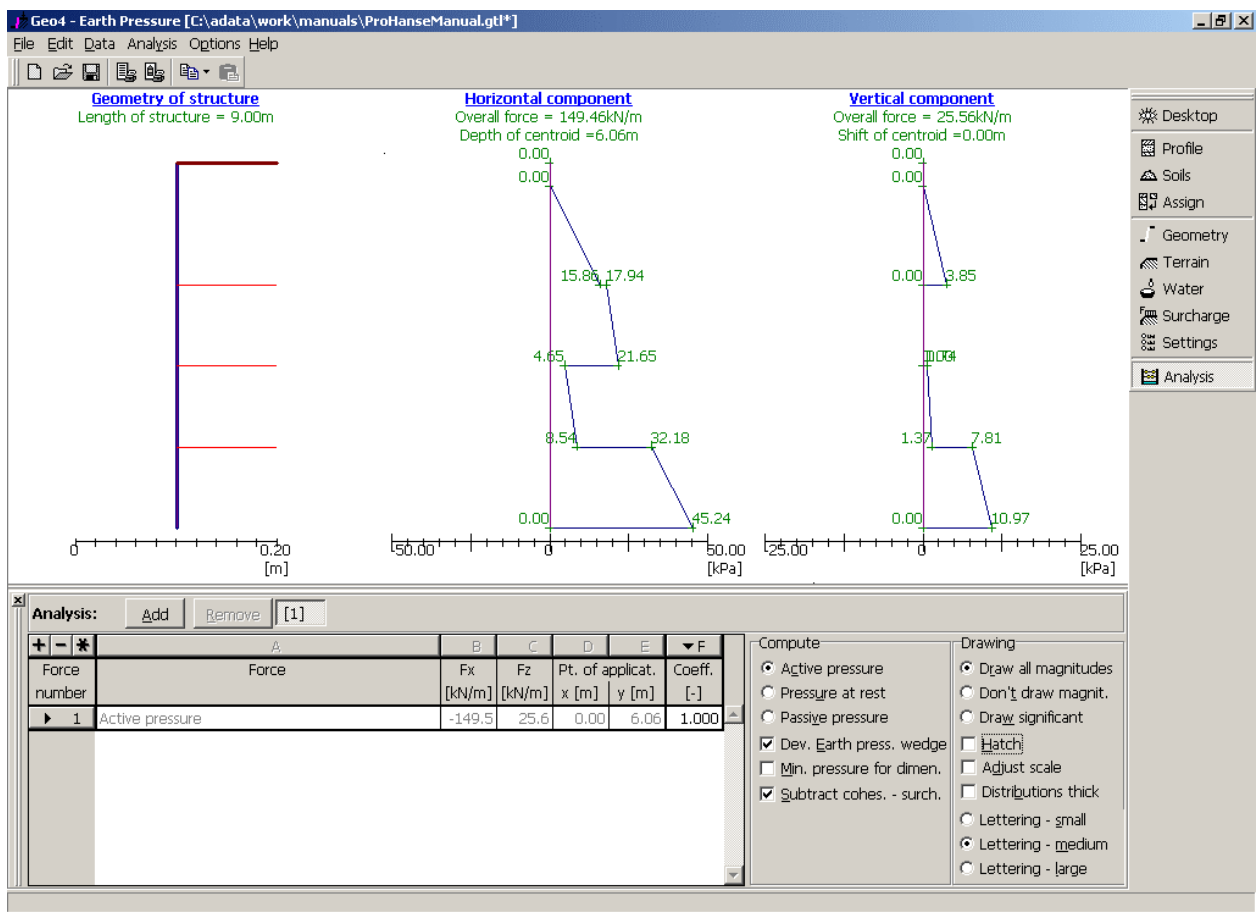 Geo4 - Earth Pressure [C:\adata\work\manuals\ProHanseManual.gtl*]
File Edit Data Analysis Options Help
Geometry of structure
Length of structure = 9.00m
0 0.20
[m]
Horizontal component
Overall force = 149.46kN/m
Depth of centroid =6.06m
0.00
0.00
15.86 17.94
4.65 21.65
8.54 32.18
0.00 45.24
-50.00 0 50.00
[kPa]
Vertical component
Overall force = 25.56kN/m
Shift of centroid =0.00m
0.00
0.00
0.00 3.85
1.37 7.81
0.00 10.97
-25.00 0 25.00
[kPa]
Desktop
Profile
Soils
Assign
Geometry
Terrain
Water
Surcharge
Settings
Analysis
Analysis: Add Remove [1]
A B C D E F
Force Force Fx Fz Pt. of applicat. Coeff.
number [kN/m] [kN/m] x [m] y [m] [-]
1 Active pressure -149.5 25.6 0.00 6.06 1.000
Compute
Active pressure
Pressure at rest
Passive pressure
Dev. Earth press. wedge
Min. pressure for dimen.
Subtract cohes. - surch.
Drawing
Draw all magnitudes
Don't draw magnit.
Draw significant
Hatch
Adjust scale
Distributions thick
Lettering - small
Lettering - medium
Lettering - large